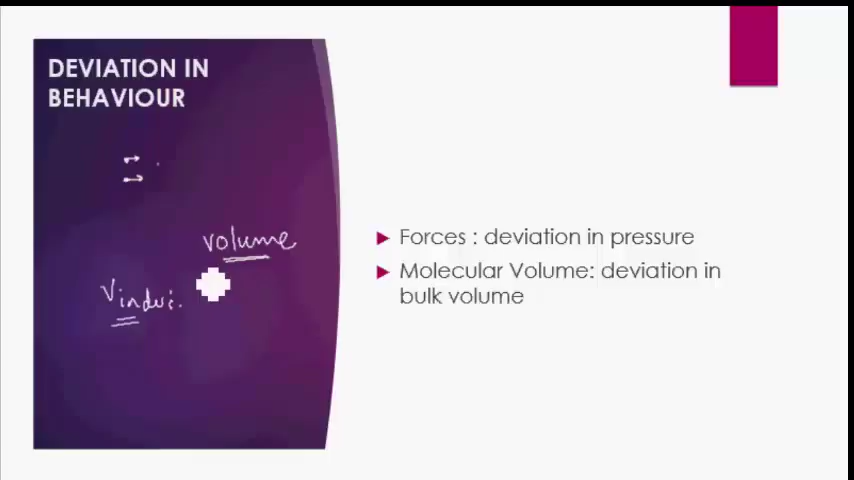 DEVIATION IN
BEHAVIOUR
volume
Vindvi.
Forces : deviation in pressure
Molecular Volume: deviation in
bulk volume